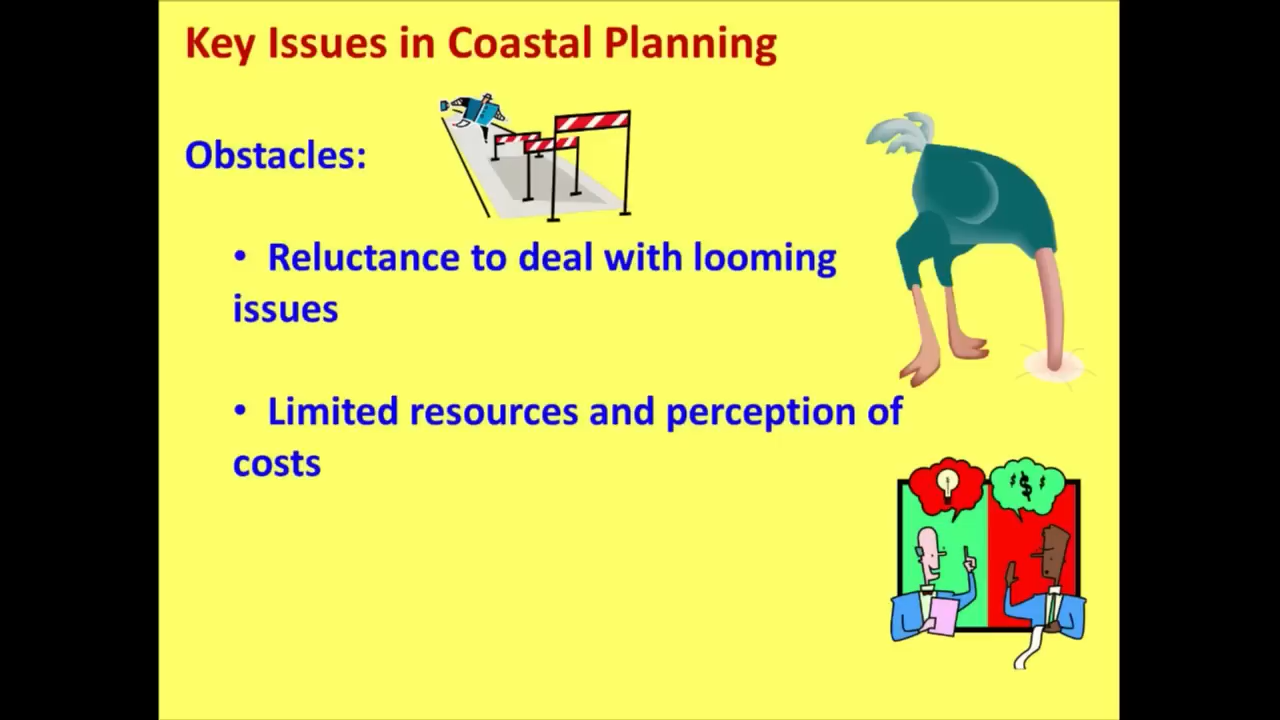 Key Issues in Coastal Planning
Obstacles:
• Reluctance to deal with looming
issues
• Limited resources and perception of
costs
$ $ $